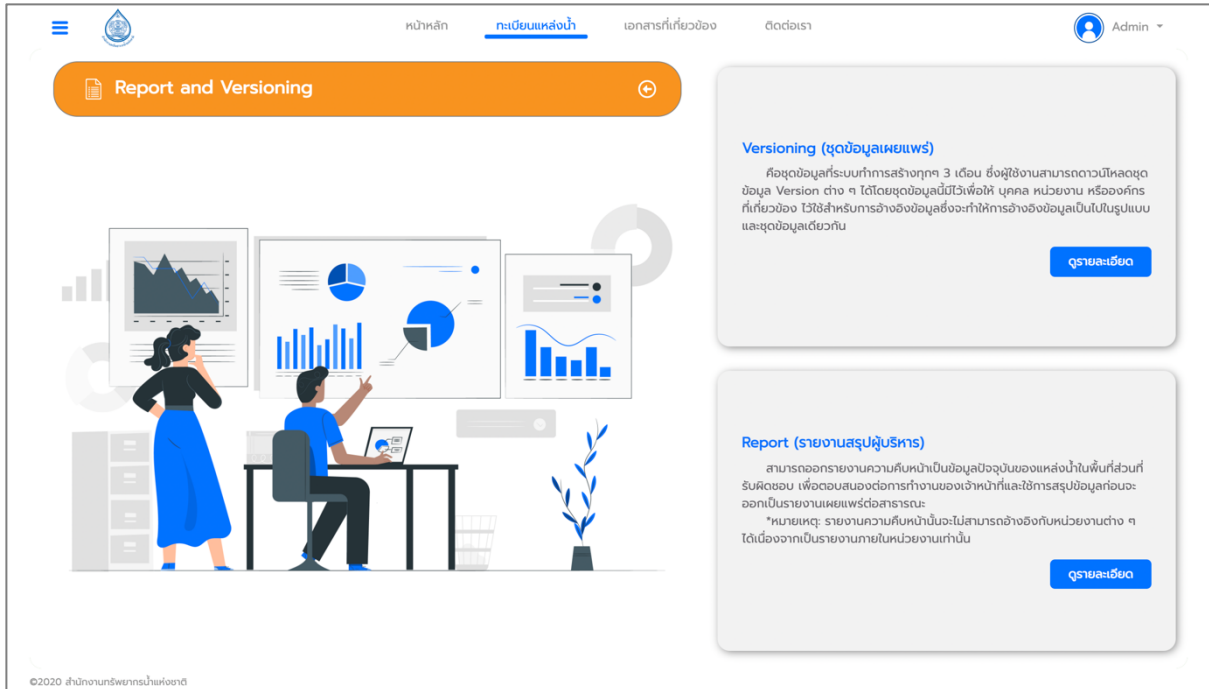 หน้าหลัก
ทะเบียนแหล่งน้ำ
เอกสารที่เกี่ยวข้อง
ติดต่อเรา
Admin
Report and Versioning
Versioning (ชุดข้อมูลเผยแพร่)
คือชุดข้อมูลที่ระบบทำการสร้างทุกๆ 3 เดือน ซึ่งผู้ใช้งานสามารถดาวน์โหลดชุด
ข้อมูล Version ต่าง ๆ ได้โดยชุดข้อมูลนี้มีไว้เพื่อให้ บุคคล หน่วยงาน หรือองค์กร
ที่เกี่ยวข้อง ไว้ใช้สำหรับการอ้างอิงข้อมูลซึ่งจะทำให้การอ้างอิงข้อมูลเป็นไปในรูปแบบ
และชุดข้อมูลเดียวกัน
ดูรายละเอียด
Report (รายงานสรุปผู้บริหาร)
สามารถออกรายงานความคืบหน้าเป็นข้อมูลปัจจุบันของแหล่งน้ำในพื้นที่ส่วนที่
รับผิดชอบ เพื่อตอบสนองต่อการทำงานของเจ้าหน้าที่และใช้การสรุปข้อมูลก่อนจะ
ออกเป็นรายงานเผยแพร่ต่อสาธารณะ
*หมายเหตุ: รายงานความคืบหน้านั้นจะไม่สามารถอ้างอิงกับหน่วยงานต่าง ๆ
ได้เนื่องจากเป็นรายงานภายในหน่วยงานเท่านั้น
ดูรายละเอียด
©2020 สำนักงานทรัพยากรน้ำแห่งชาติ